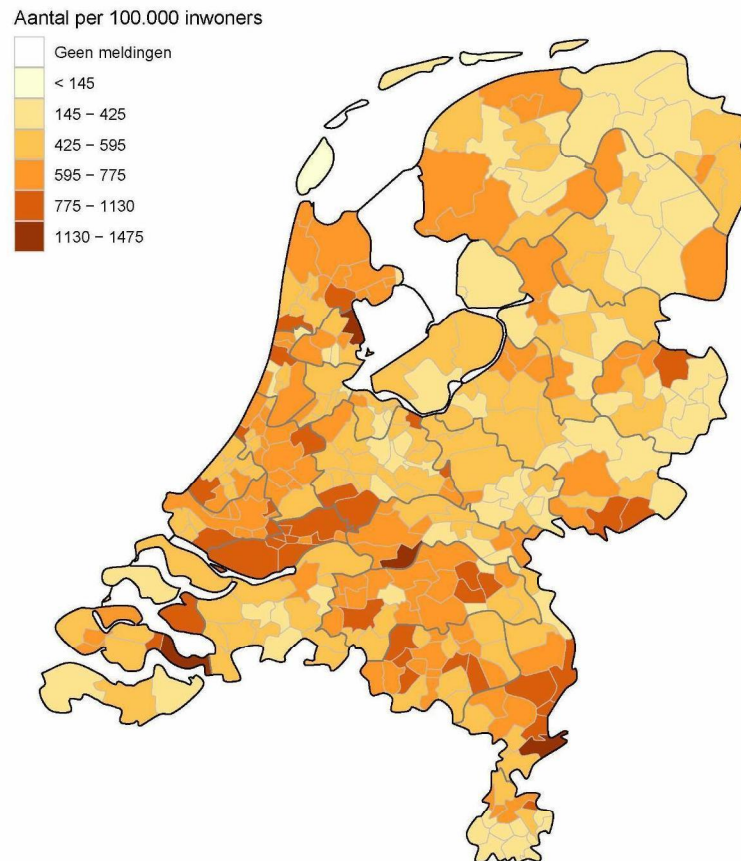 Aantal per 100.000 inwoners
Geen meldingen
< 145
145 – 425
425 – 595
595 – 775
775 – 1130
1130 – 1475